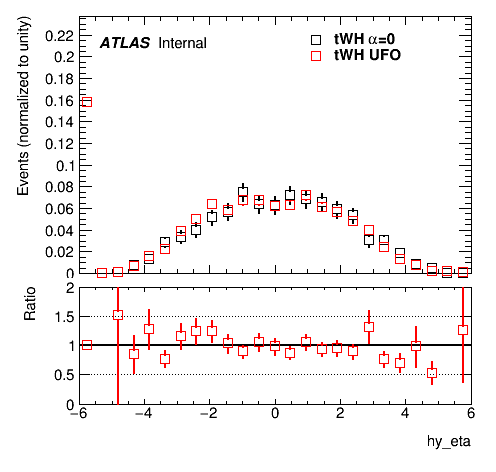 Events (normalized to unity)
0.22
0.2
0.18
0.16
0.14
0.12
0.1
0.08
0.06
0.04
0.02
0
ATLAS Internal
tWH α=0
tWH UFO
Ratio
2
1.5
1
0.5
0
−6 −4 −2 0 2 4 6
hy_eta